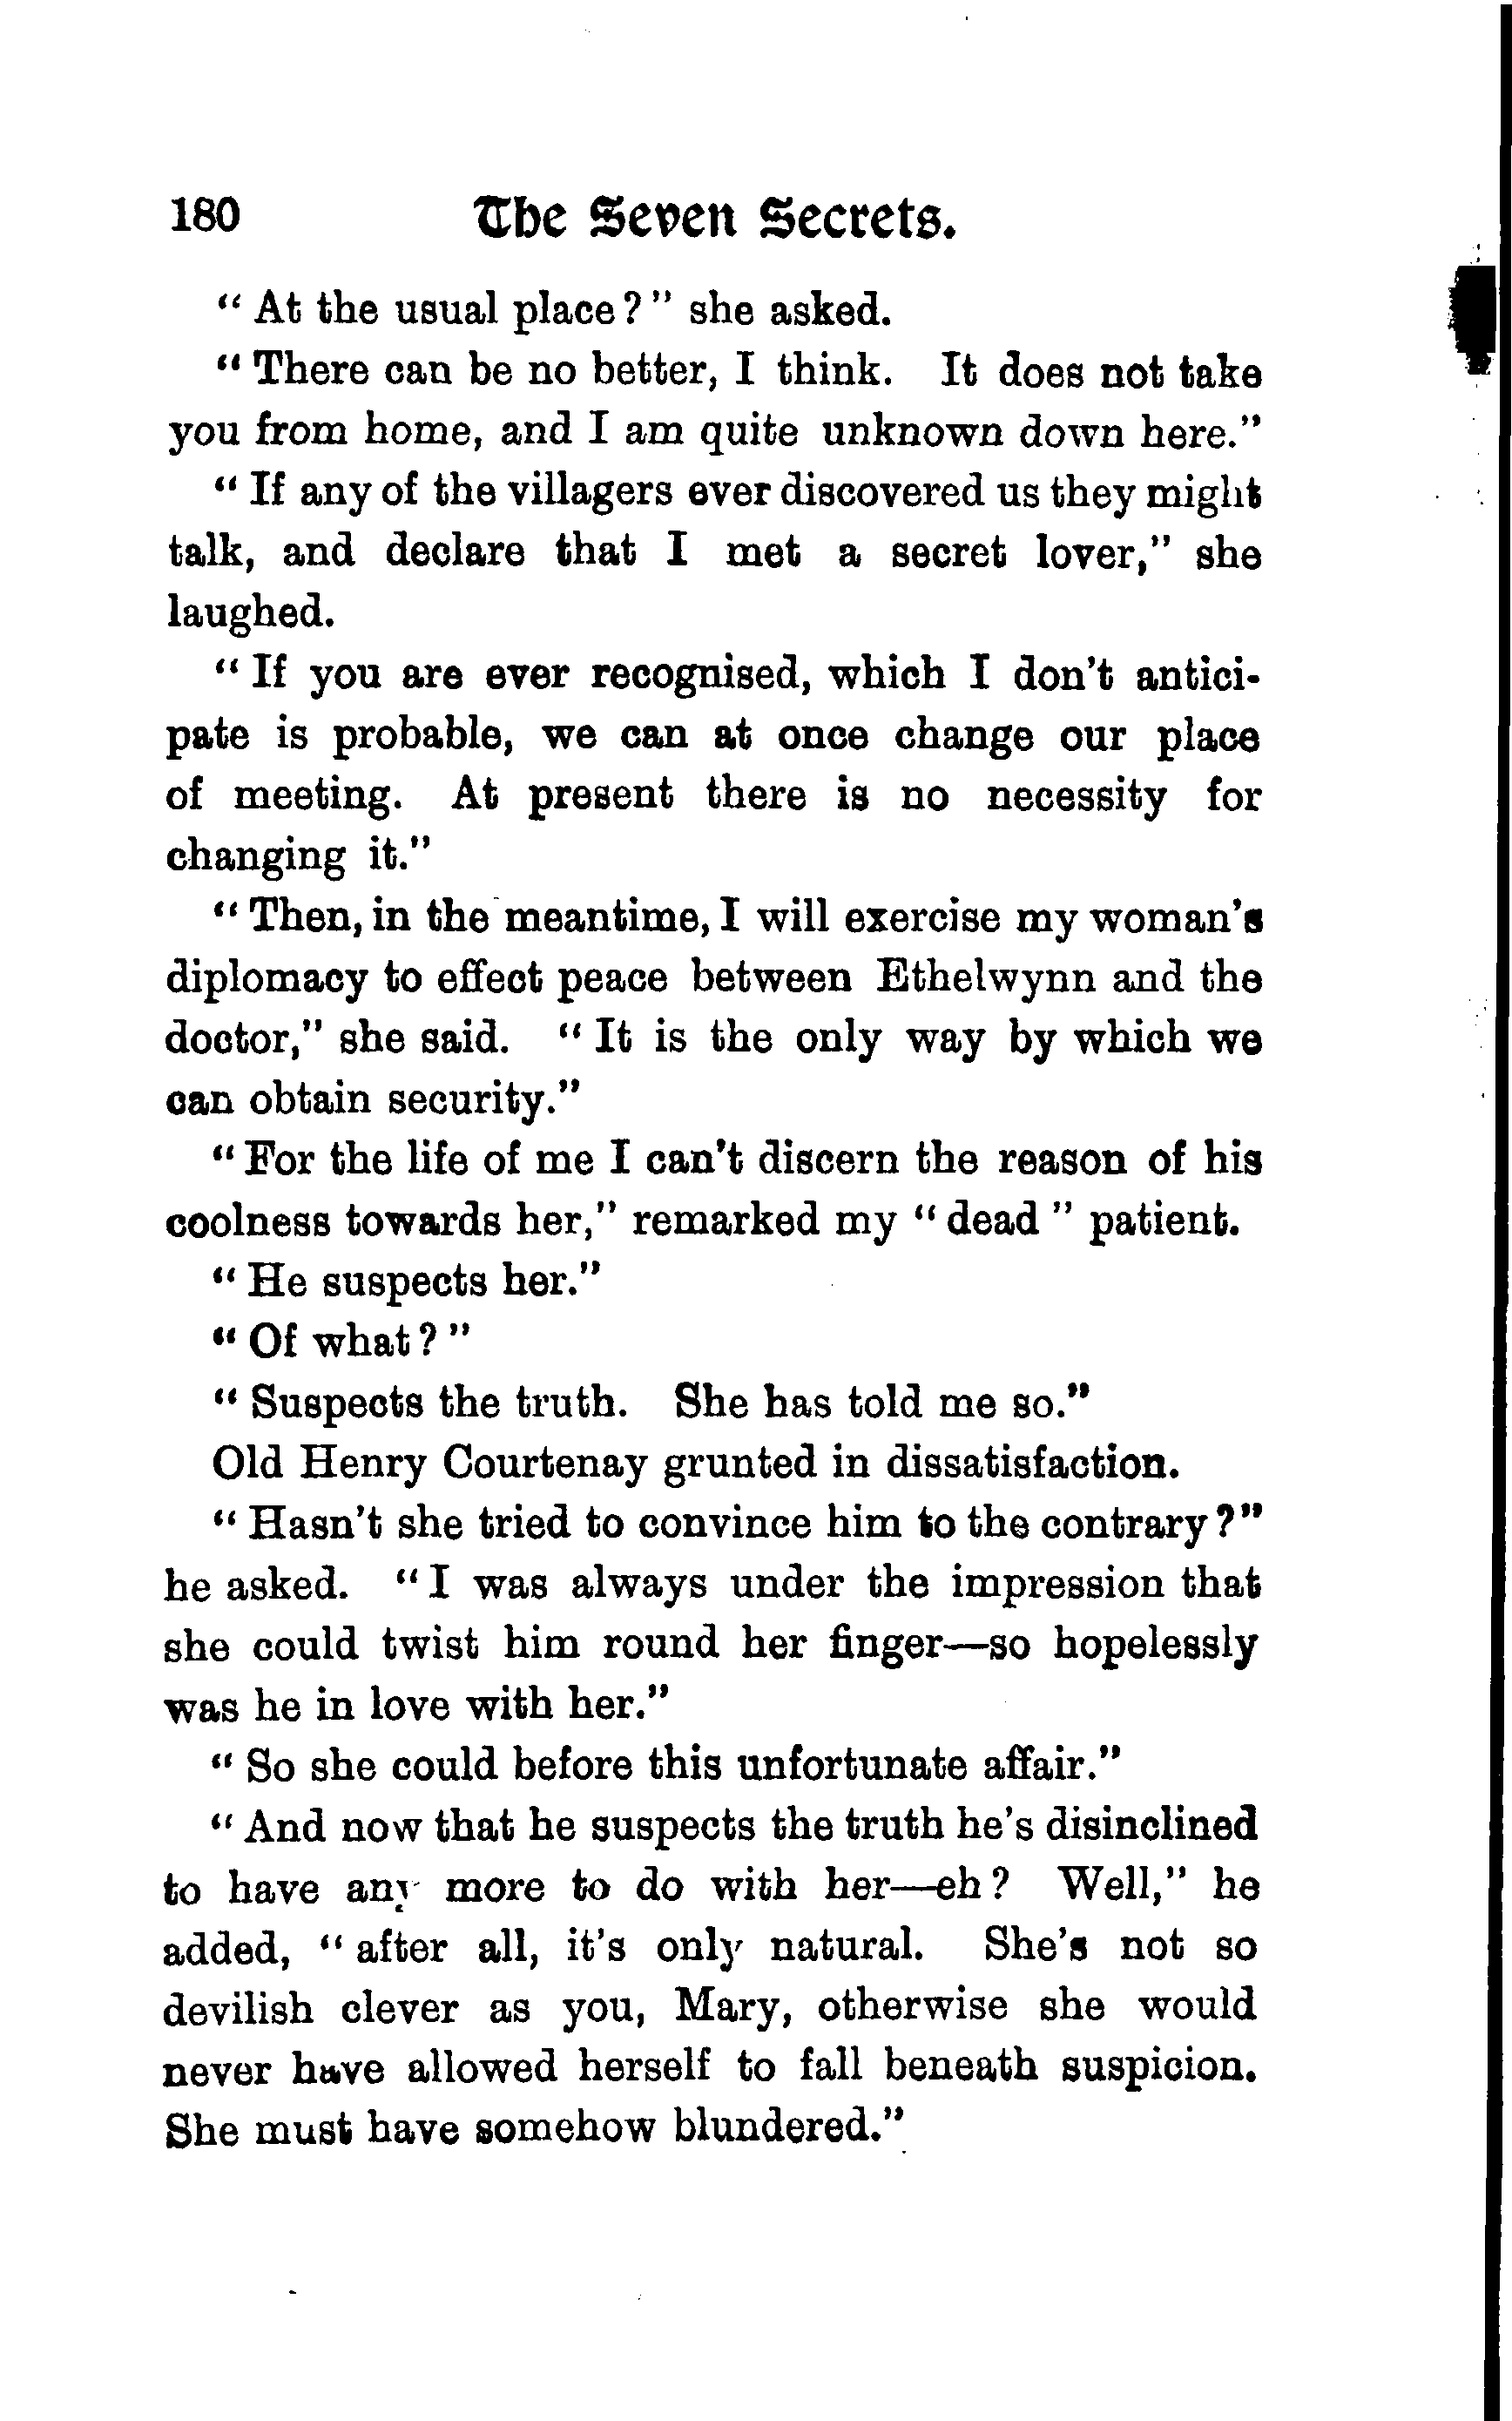 180 The Seven Secrets.
" At the usual place ? " she asked.
" There can be no better, I think. It does not take
you from home, and I am quite unknown down here."
" If any of the villagers ever discovered us they might
talk, and declare that I met a secret lover," she
laughed.
" If you are ever recognised, which I don't antici-
pate is probable, we can at once change our place
of meeting. At present there is no necessity for
changing it."
" Then, in the meantime, I will exercise my woman's
diplomacy to effect peace between Ethelwynn and the
doctor," she said. " It is the only way by which we
can obtain security."
" For the life of me I can't discern the reason of his
coolness towards her," remarked my " dead " patient.
" He suspects her."
" Of what ? "
" Suspects the truth. She has told me so."
Old Henry Courtenay grunted in dissatisfaction.
" Hasn't she tried to convince him to the contrary ? "
he asked. " I was always under the impression that
she could twist him round her finger—so hopelessly
was he in love with her."
" So she could before this unfortunate affair."
" And now that he suspects the truth he's disinclined
to have any more to do with her—eh ? Well," he
added, " after all, it's only natural. She's not so
devilish clever as you, Mary, otherwise she would
never have allowed herself to fall beneath suspicion.
She must have somehow blundered."